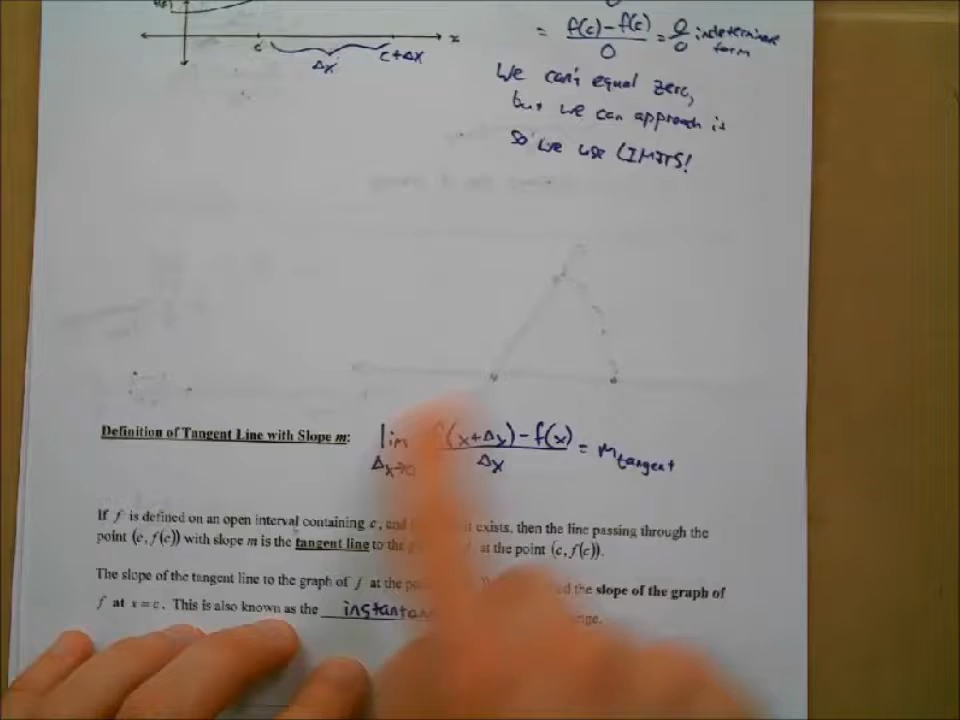 c
Δx
c+Δx
x
= f(c)-f(c) / 0 = 0/0 indeterminate form
We can't equal zero,
but we can approach it
So we use LIMITS!
Definition of Tangent Line with Slope m: lim Δx→0 f(x+Δx)-f(x) / Δx = m tangent
If f is defined on an open interval containing c, and exists, then the line passing through the
point (c, f(c)) with slope m is the tangent line to the at the point (c, f(c)).
The slope of the tangent line to the graph of f at the the slope of the graph of
f at x = c. This is also known as the